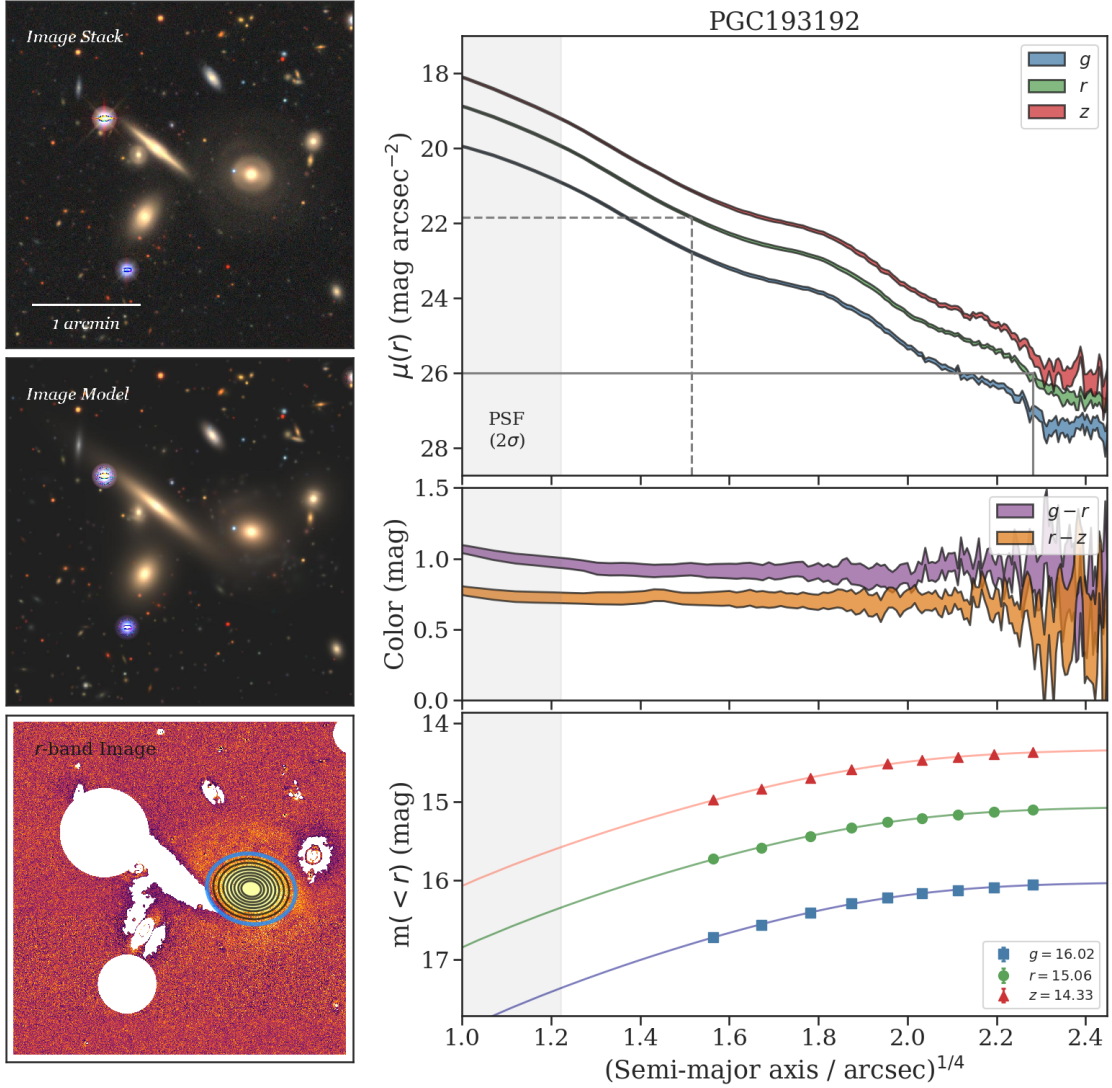 Image Stack
1 arcmin
Image Model
r-band Image
PGC193192
18
20
22
24
26
28
μ(r) (mag arcsec⁻²)
g
r
z
PSF
(2σ)
1.5
1.0
0.5
0.0
Color (mag)
g − r
r − z
14
15
16
17
m(< r) (mag)
g = 16.02
r = 15.06
z = 14.33
1.0 1.2 1.4 1.6 1.8 2.0 2.2 2.4
(Semi-major axis / arcsec)¹/⁴